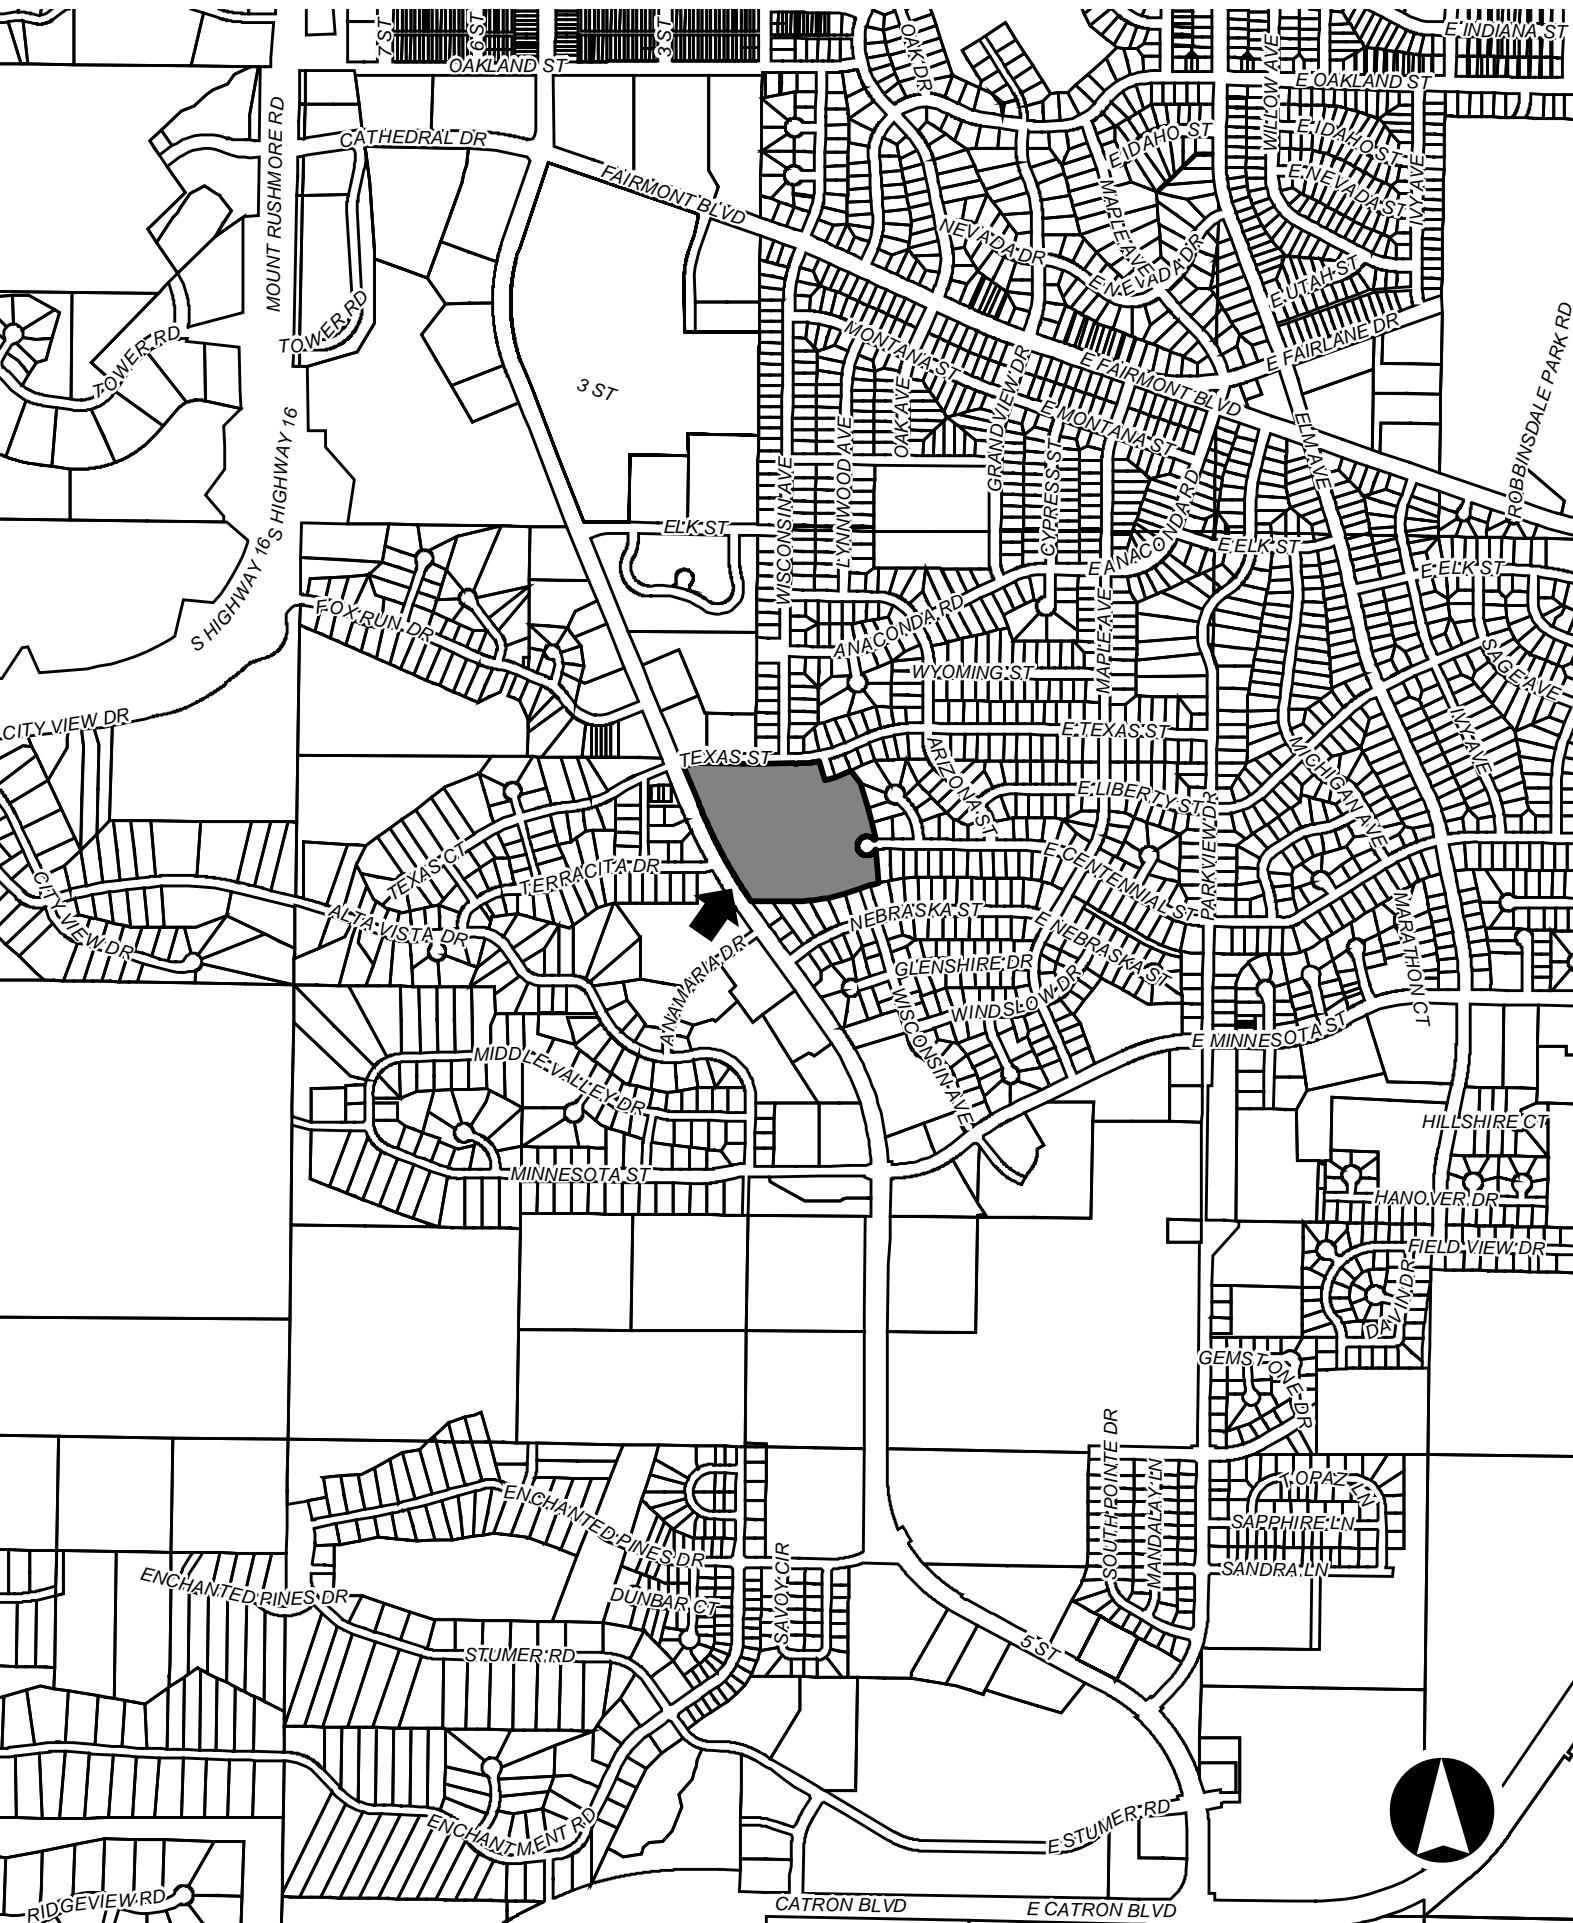 7 ST
6 ST
3 ST
OAK DR
E INDIANA ST
OAKLAND ST
WILLOW AVE
E OAKLAND ST
MOUNT RUSHMORE RD
CATHEDRAL DR
E IDAHO ST
E IDAHO ST
FAIRMONT BLVD
MAPLE AVE
E NEVADA ST
IVY AVE
NEVADA DR
E NEVADA DR
E UTAH ST
TOWER RD
TOWER RD
MONTANA ST
E FAIRLANE DR
ROBBINSDALE PARK RD
3 ST
OAK AVE
GRAND VIEW DR
E FAIRMONT BLVD
E MONTANA ST
ELM AVE
S HIGHWAY 16
WISCONSIN AVE
LYNNWOOD AVE
CYPRESS ST
ELK ST
E ANACONDA RD
E ELK ST
E ELK ST
S HIGHWAY 16
FOX RUN DR
ANACONDA RD
MAPLE AVE
WYOMING ST
SAGE AVE
CITY VIEW DR
TEXAS ST
E TEXAS ST
IVY AVE
ARIZONA ST
MICHIGAN AVE
E LIBERTY ST
PARKVIEW DR
TEXAS CT
TERRACITA DR
E CENTENNIAL ST
CITY VIEW DR
ALTA VISTA DR
NEBRASKA ST
E NEBRASKA ST
MARATHON CT
ANAMARIA DR
GLENSHIRE DR
WINDSLOW DR
WISCONSIN AVE
E MINNESOTA ST
MIDDLE VALLEY DR
HILLSHIRE CT
MINNESOTA ST
HANOVER DR
FIELD VIEW DR
DAVIN DR
GEMSTONE DR
SOUTH POINTE DR
MANDALAY LN
TOPAZ LN
ENCHANTED PINES DR
SAPPHIRE LN
SAVOY CIR
SANDRA LN
ENCHANTED PINES DR
DUNBAR CT
STUMER RD
5 ST
ENCHANTMENT RD
E STUMER RD
RIDGEVIEW RD
CATRON BLVD
E CATRON BLVD